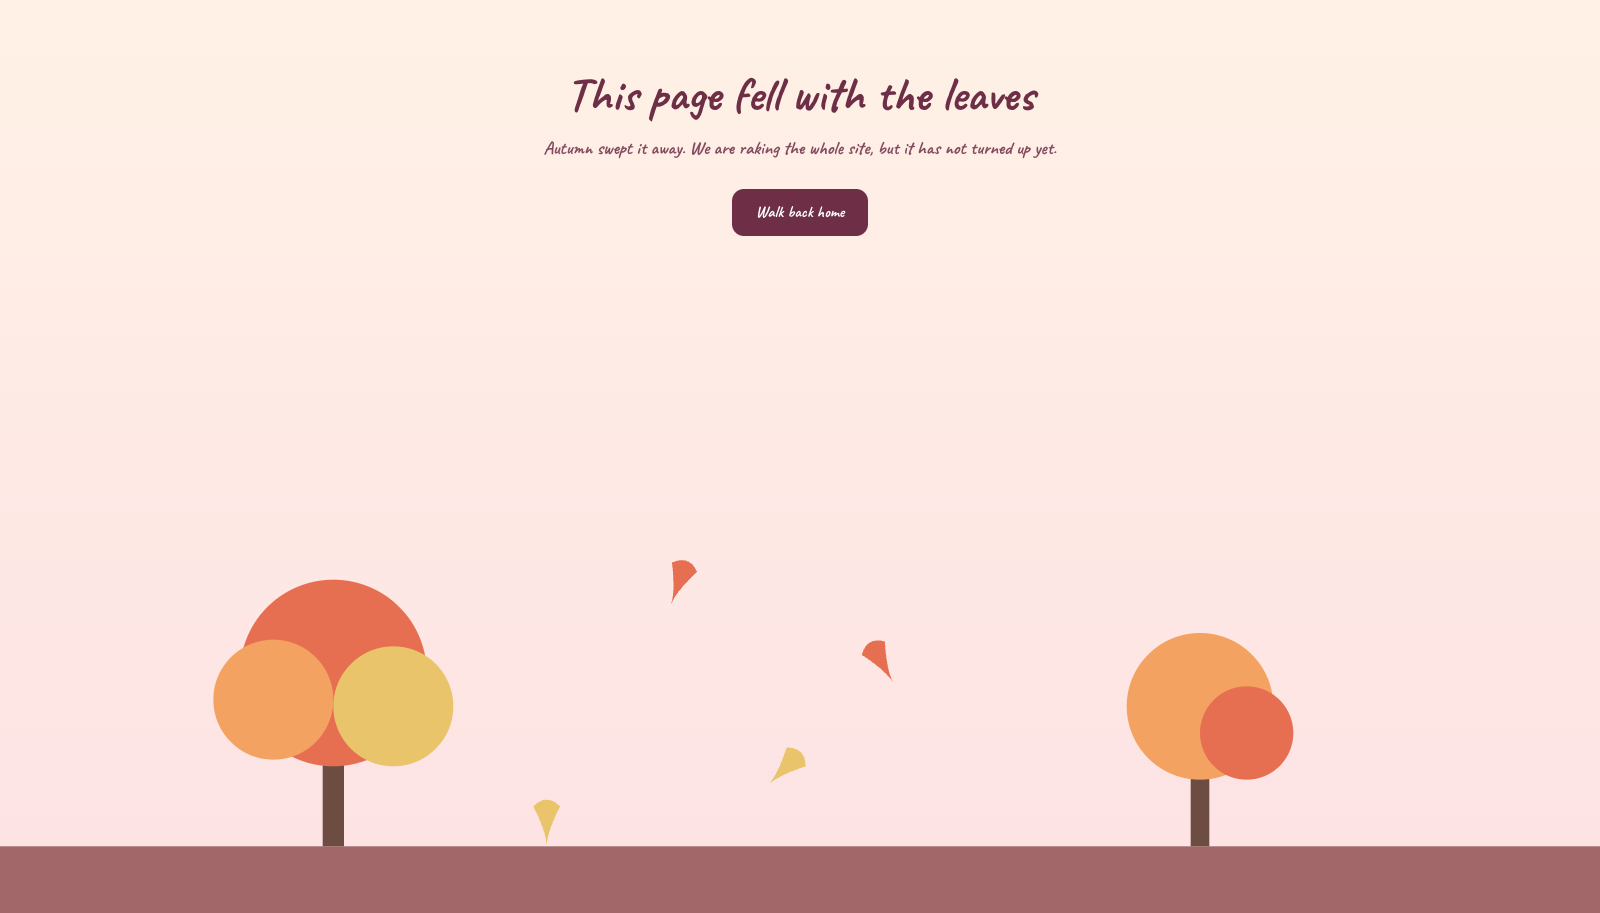 This page fell with the leaves
Autumn swept it away. We are raking the whole site, but it has not turned up yet.
Walk back home